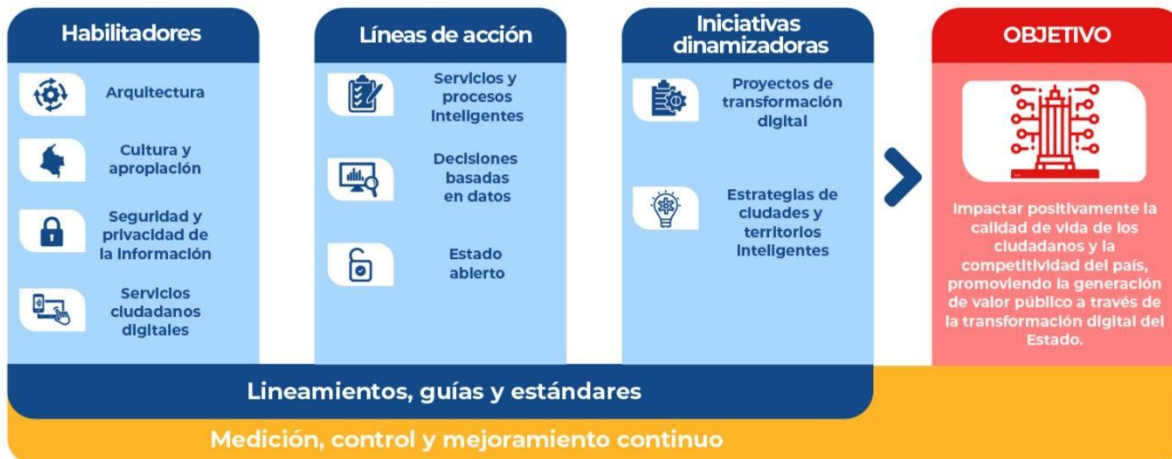 Habilitadores
Arquitectura
Cultura y
apropiación
Seguridad y
privacidad de
la información
Servicios
ciudadanos
digitales
Líneas de acción
Servicios y
procesos
inteligentes
Decisiones
basadas
en datos
Estado
abierto
Iniciativas
dinamizadoras
Proyectos de
transformación
digital
Estrategias de
ciudades y
territorios
inteligentes
OBJETIVO
Impactar positivamente la
calidad de vida de los
ciudadanos y la
competitividad del país,
promoviendo la generación
de valor público a través de
la transformación digital del
Estado.
Lineamientos, guías y estándares
Medición, control y mejoramiento continuo